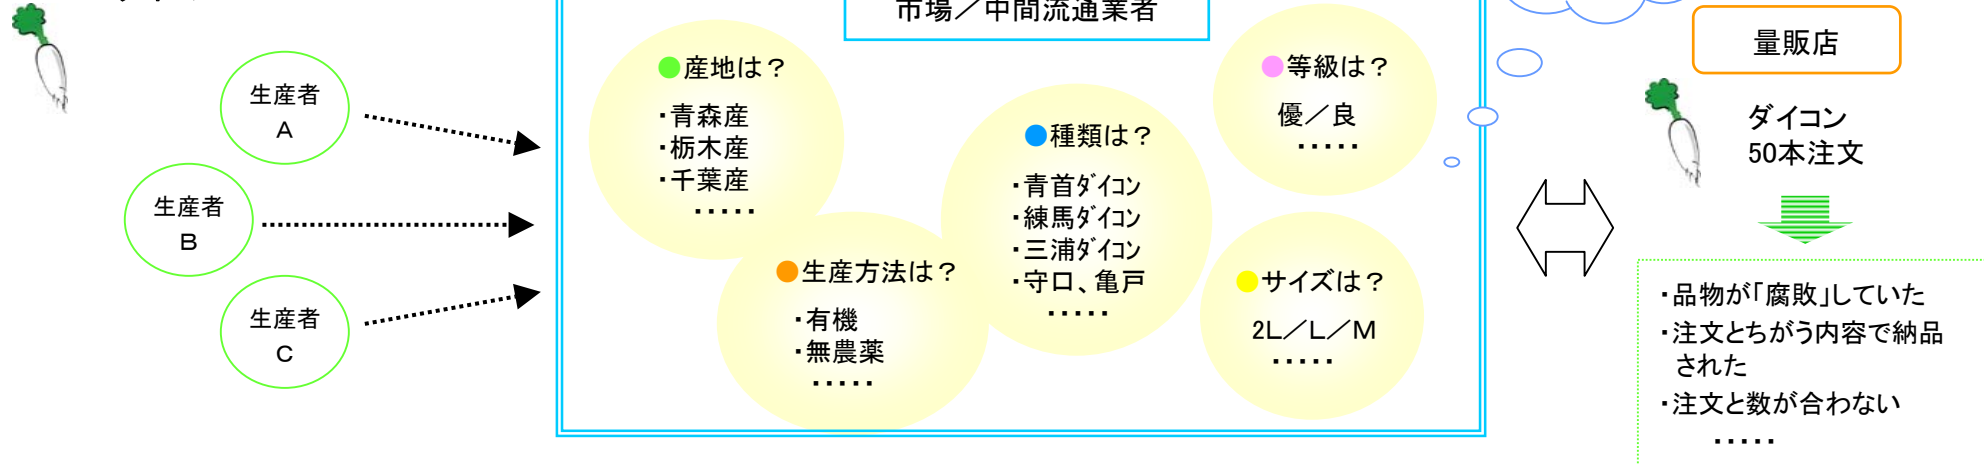 市場／中間流通業者
生産者
A
生産者
B
生産者
C
●産地は？
・青森産
・栃木産
・千葉産
・・・・・
●生産方法は？
・有機
・無農薬
・・・・・
●種類は？
・青首ダイコン
・練馬ダイコン
・三浦ダイコン
・守口、亀戸
・・・・・
●等級は？
優／良
・・・・・
●サイズは？
2L／L／M
・・・・・
量販店
ダイコン
50本注文
・品物が「腐敗」していた
・注文とちがう内容で納品
された
・注文と数が合わない
・・・・・